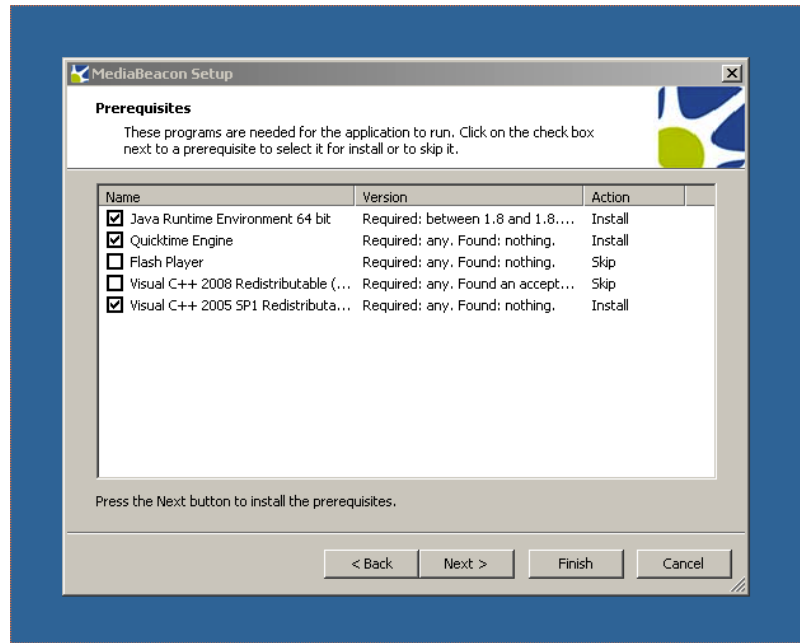 MediaBeacon Setup
Prerequisites
These programs are needed for the application to run. Click on the check box
next to a prerequisite to select it for install or to skip it.
Name Version Action
Java Runtime Environment 64 bit Required: between 1.8 and 1.8.... Install
Quicktime Engine Required: any. Found: nothing. Install
Flash Player Required: any. Found: nothing. Skip
Visual C++ 2008 Redistributable (... Required: any. Found an accept... Skip
Visual C++ 2005 SP1 Redistributa... Required: any. Found: nothing. Install
Press the Next button to install the prerequisites.
< Back Next > Finish Cancel